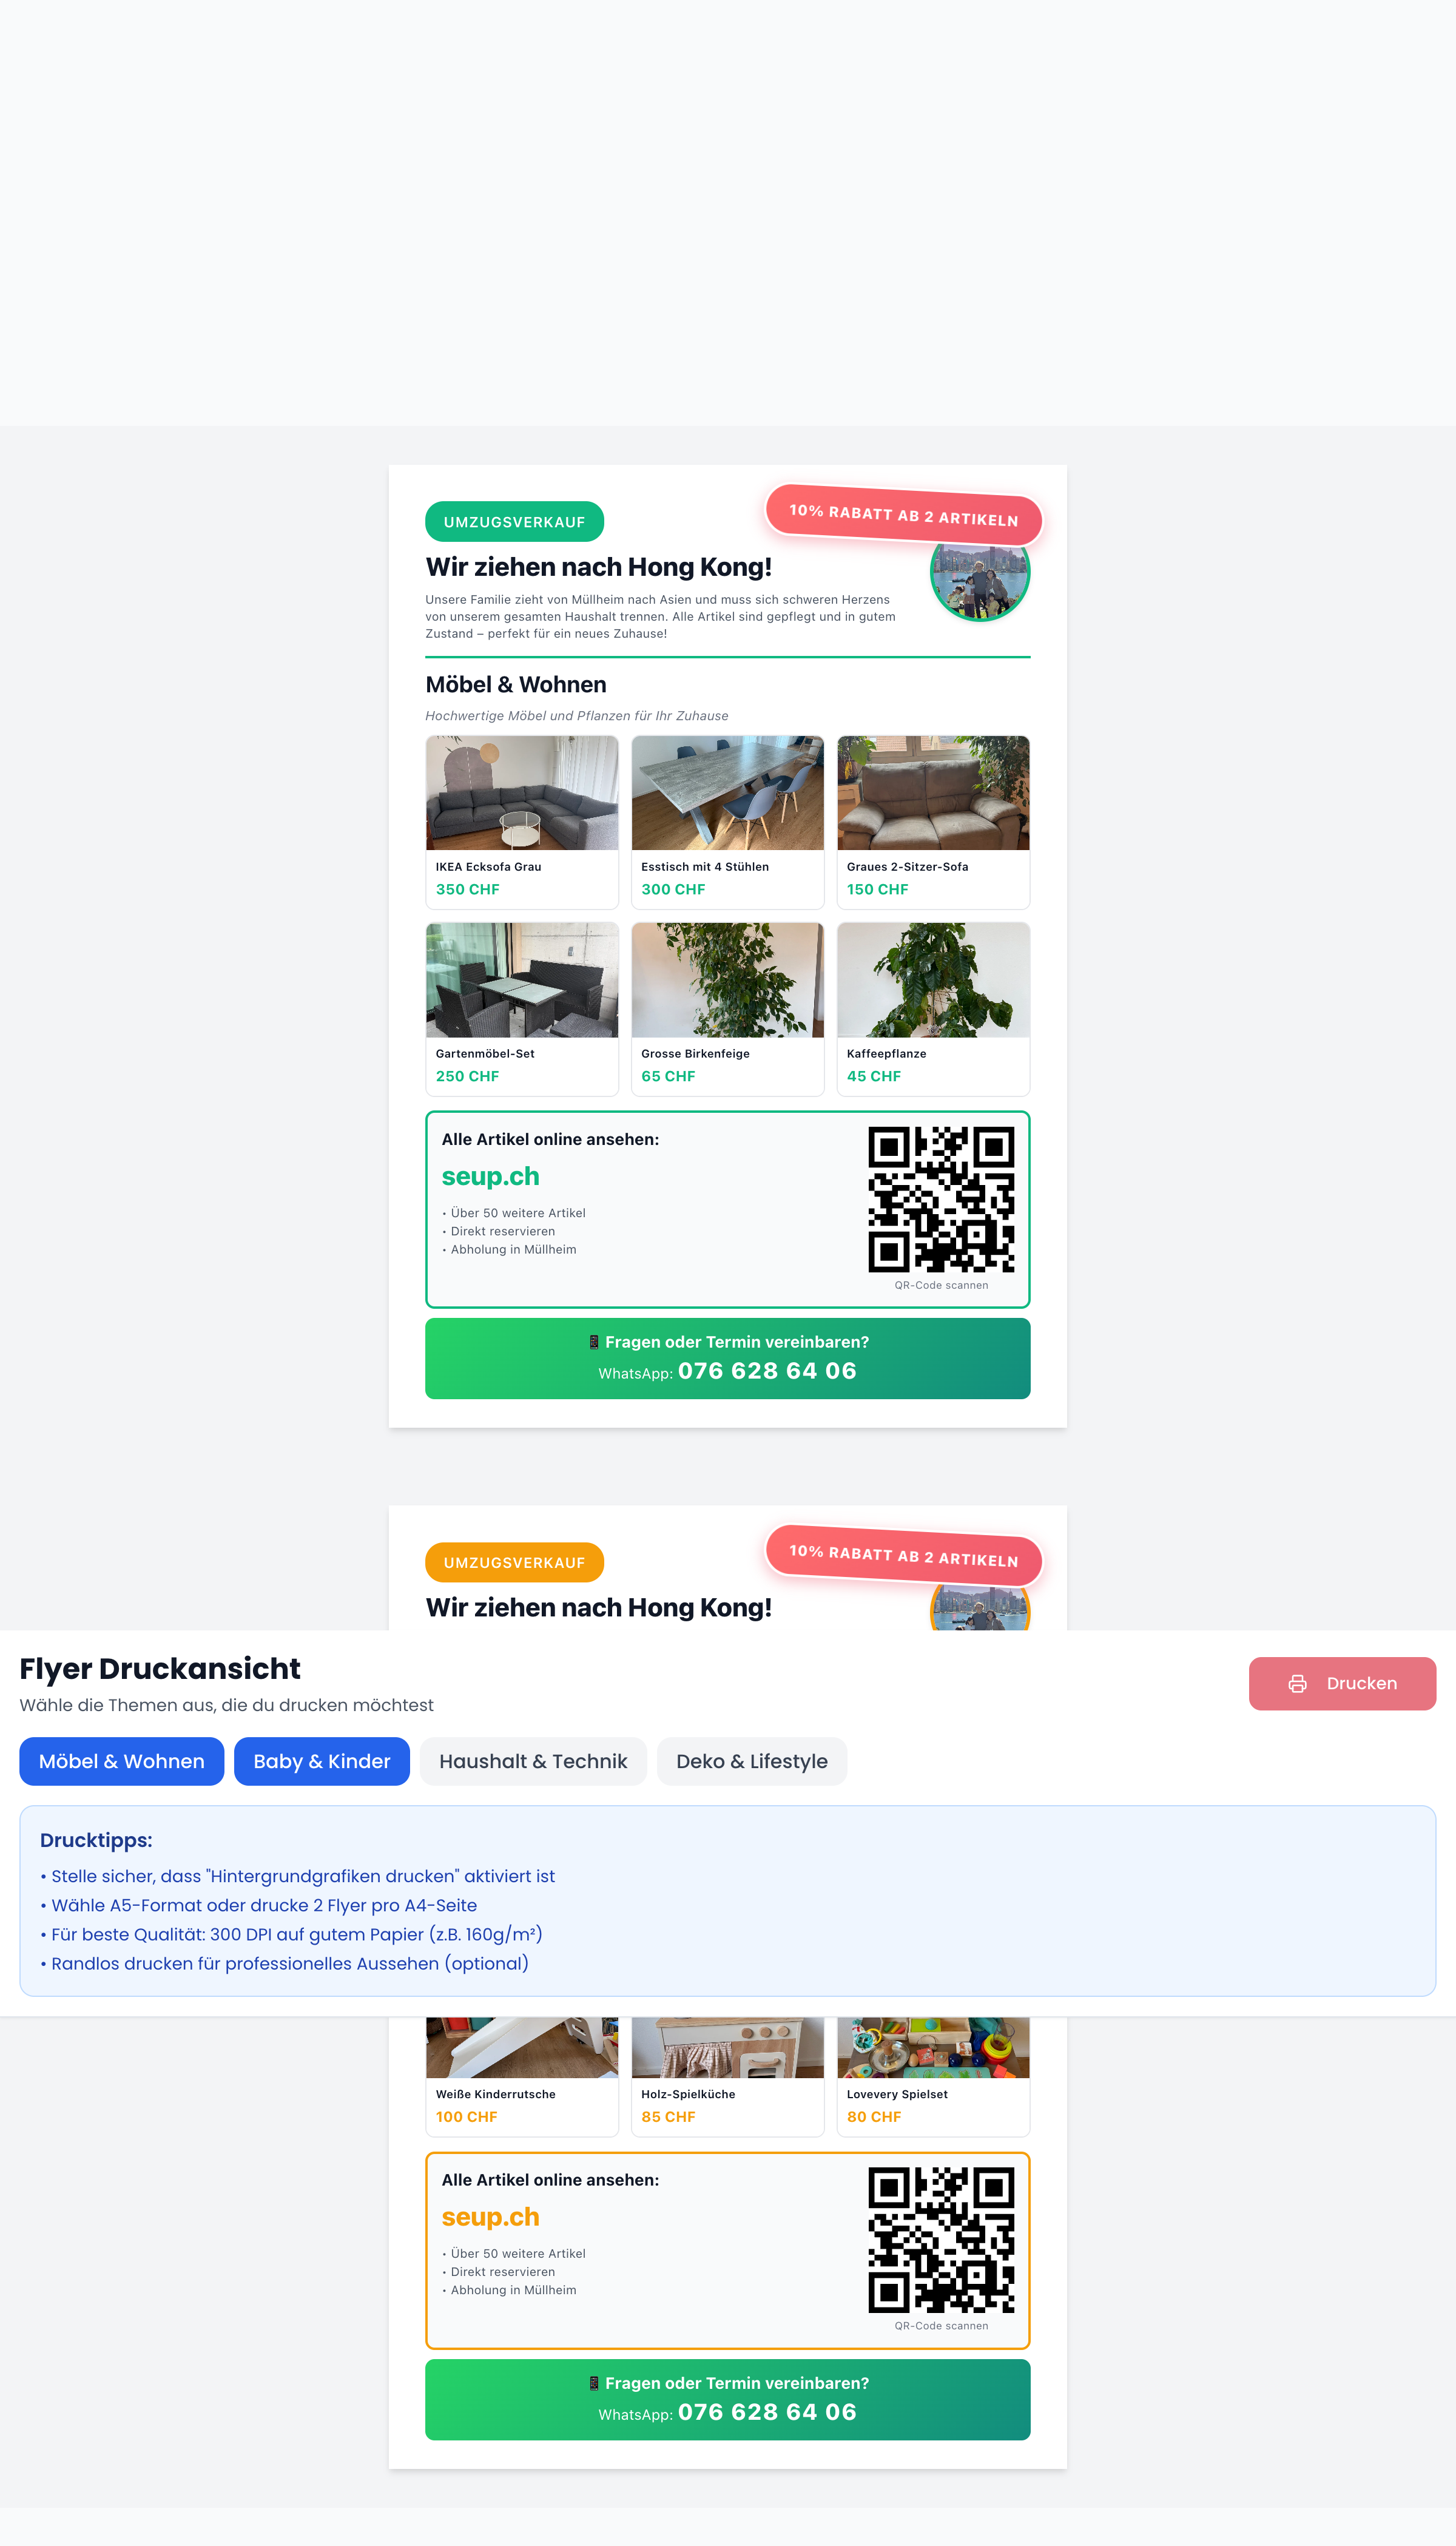 UMZUGSVERKAUF
10% RABATT AB 2 ARTIKELN
Wir ziehen nach Hong Kong!
Unsere Familie zieht von Müllheim nach Asien und muss sich schweren Herzens
von unserem gesamten Haushalt trennen. Alle Artikel sind gepflegt und in gutem
Zustand – perfekt für ein neues Zuhause!
Möbel & Wohnen
Hochwertige Möbel und Pflanzen für Ihr Zuhause
IKEA Ecksofa Grau
350 CHF
Esstisch mit 4 Stühlen
300 CHF
Graues 2-Sitzer-Sofa
150 CHF
Gartenmöbel-Set
250 CHF
Grosse Birkenfeige
65 CHF
Kaffeepflanze
45 CHF
Alle Artikel online ansehen:
seup.ch
• Über 50 weitere Artikel
• Direkt reservieren
• Abholung in Müllheim
QR-Code scannen
📱 Fragen oder Termin vereinbaren?
WhatsApp: 076 628 64 06
UMZUGSVERKAUF
10% RABATT AB 2 ARTIKELN
Wir ziehen nach Hong Kong!
Flyer Druckansicht
Wähle die Themen aus, die du drucken möchtest
Drucken
Möbel & Wohnen
Baby & Kinder
Haushalt & Technik
Deko & Lifestyle
Drucktipps:
• Stelle sicher, dass "Hintergrundgrafiken drucken" aktiviert ist
• Wähle A5-Format oder drucke 2 Flyer pro A4-Seite
• Für beste Qualität: 300 DPI auf gutem Papier (z.B. 160g/m²)
• Randlos drucken für professionelles Aussehen (optional)
Weiße Kinderrutsche
100 CHF
Holz-Spielküche
85 CHF
Lovevery Spielset
80 CHF
Alle Artikel online ansehen:
seup.ch
• Über 50 weitere Artikel
• Direkt reservieren
• Abholung in Müllheim
QR-Code scannen
📱 Fragen oder Termin vereinbaren?
WhatsApp: 076 628 64 06